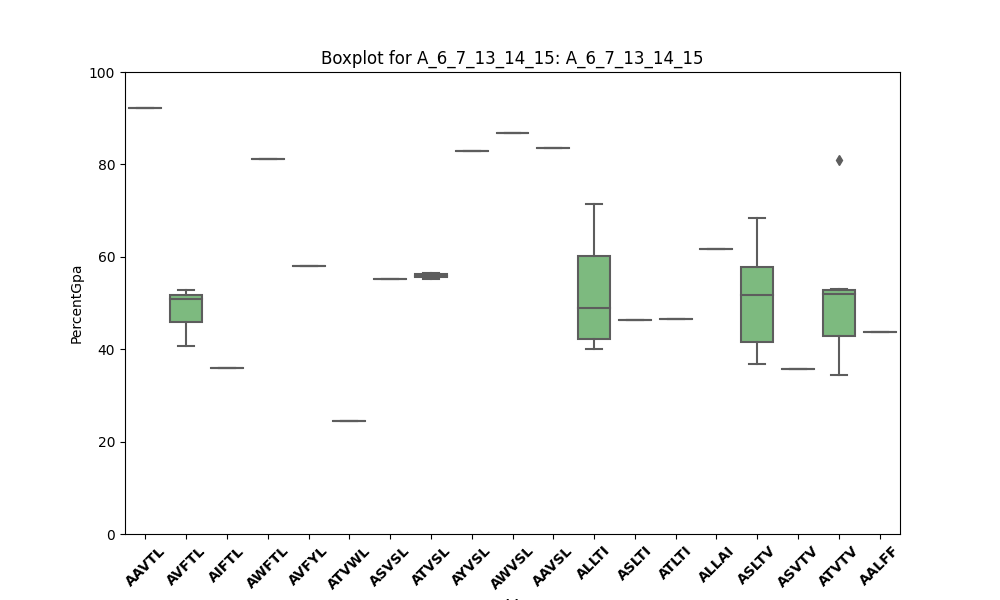 Boxplot for A_6_7_13_14_15: A_6_7_13_14_15
100
80
60
40
20
0
PercentGpa
AAVTL
AVFTL
AIFTL
AWFTL
AVFYL
ATVWL
ASVSL
ATVSL
AYVSL
AWVSL
AAVSL
ALLTI
ASLTI
ATLTI
ALLAI
ASLTV
ASVTV
ATVTV
AALFF